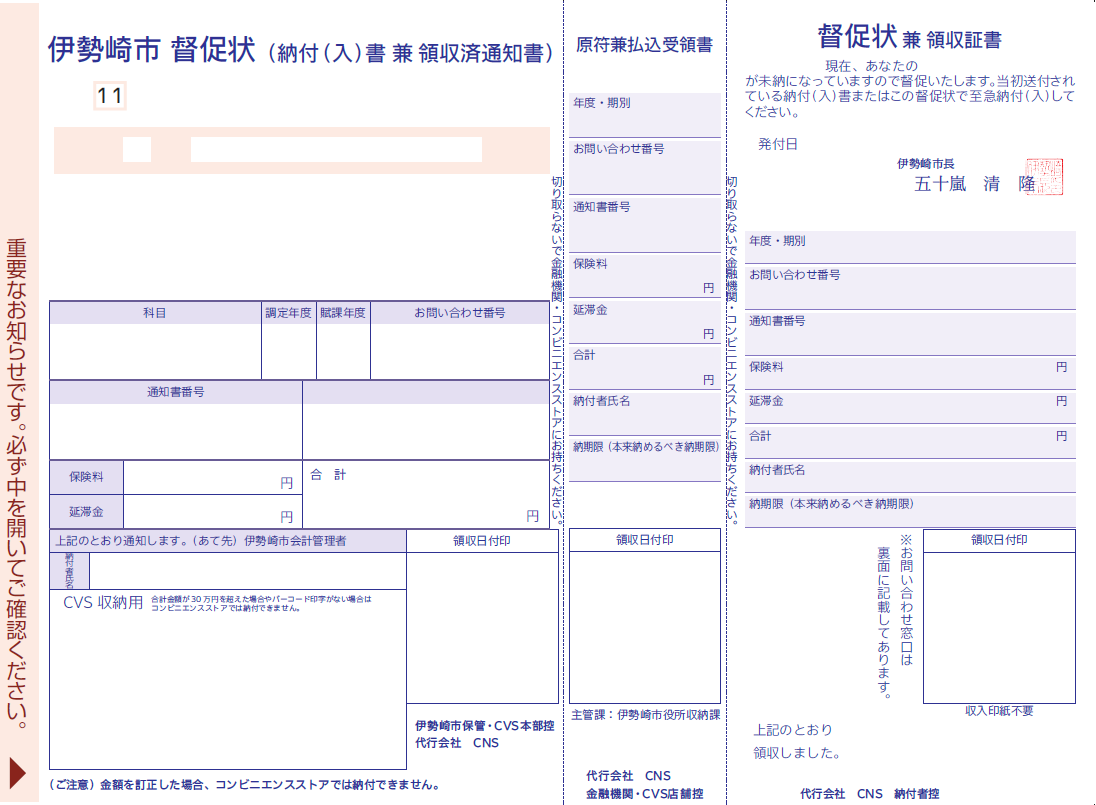 重要なお知らせです。必ず中を開いてご確認ください。
伊勢崎市 督促状（納付（入）書 兼 領収済通知書）
11
科目
調定年度
賦課年度
お問い合わせ番号
通知書番号
保険料
円
合 計
延滞金
円
円
上記のとおり通知します。（あて先）伊勢崎市会計管理者
領収日付印
納付者氏名
CVS 収納用
合計金額が 30 万円を超えた場合やバーコード印字がない場合は
コンビニエンスストアでは納付できません。
伊勢崎市保管・CVS本部控
代行会社 CNS
（ご注意）金額を訂正した場合、コンビニエンスストアでは納付できません。
切り取らないで金融機関・コンビニエンスストアにお持ちください。
原符兼払込受領書
年度・期別
お問い合わせ番号
通知書番号
保険料
円
延滞金
円
合計
円
納付者氏名
納期限（本来納めるべき納期限）
領収日付印
主管課：伊勢崎市役所収納課
代行会社 CNS
金融機関・CVS店舗控
切り取らないで金融機関・コンビニエンスストアにお持ちください。
督促状 兼 領収証書
現在、あなたの
が未納になっていますので督促いたします。当初送付され
ている納付（入）書またはこの督促状で至急納付（入）して
ください。
発付日
伊勢崎市長
五十嵐 清 隆
年度・期別
お問い合わせ番号
通知書番号
保険料
円
延滞金
円
合計
円
納付者氏名
納期限（本来納めるべき納期限）
※お問い合わせ窓口は
裏面に記載してあります。
領収日付印
収入印紙不要
上記のとおり
領収しました。
代行会社 CNS 納付者控